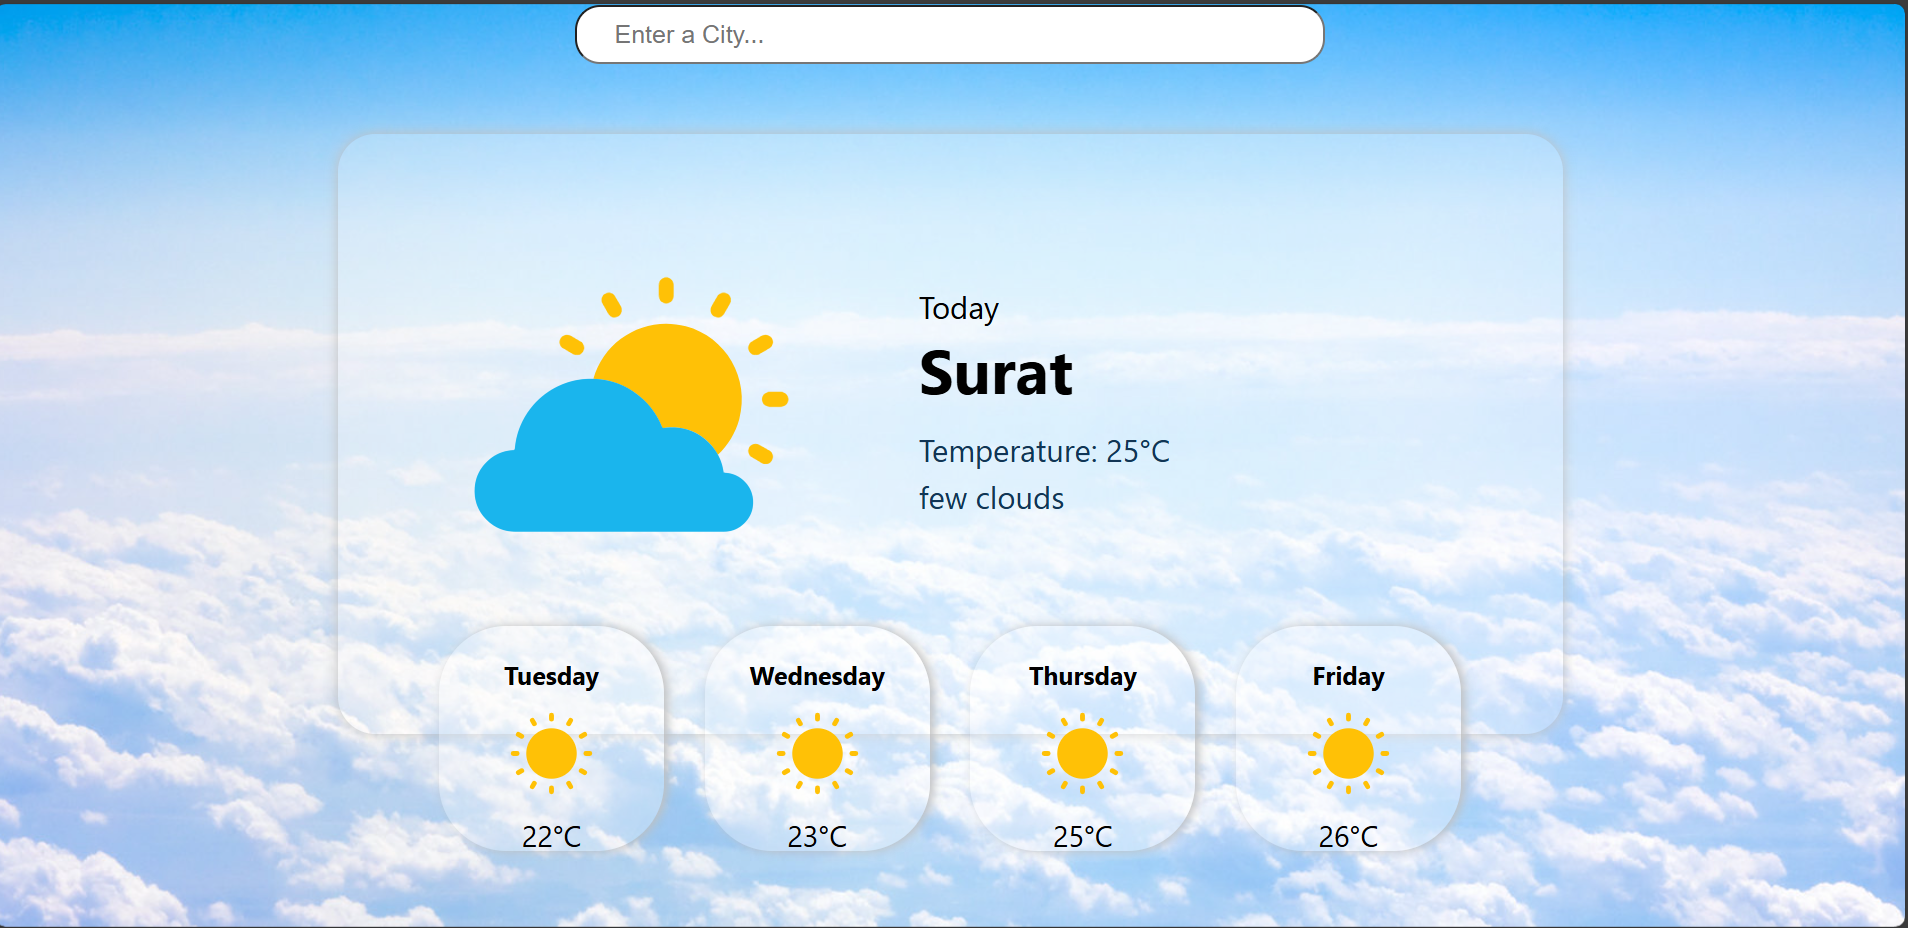 Enter a City...
Today
Surat
Temperature: 25°C
few clouds
Tuesday
Wednesday
Thursday
Friday
22°C
23°C
25°C
26°C